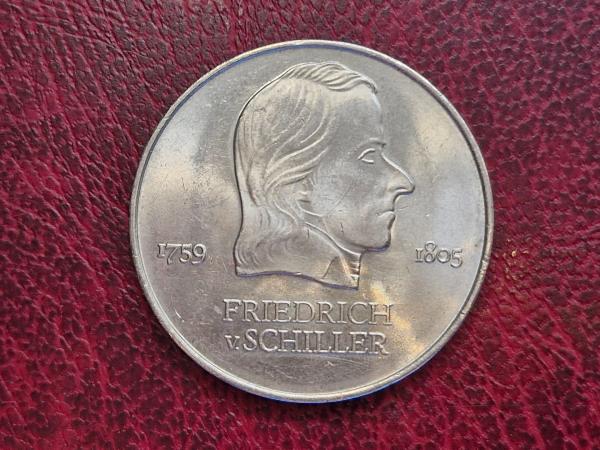 1759 1805
FRIEDRICH
v. SCHILLER